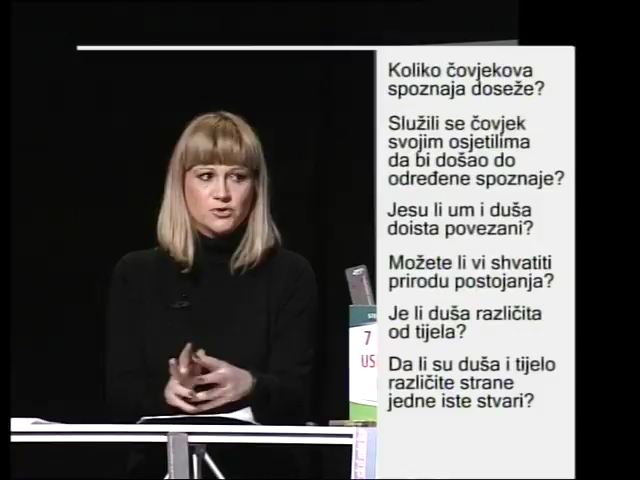 Koliko čovjekova
spoznaja doseže?
Služili se čovjek
svojim osjetilima
da bi došao do
određene spoznaje?
Jesu li um i duša
doista povezani?
Možete li vi shvatiti
prirodu postojanja?
Je li duša različita
od tijela?
Da li su duša i tijelo
različite strane
jedne iste stvari?
7